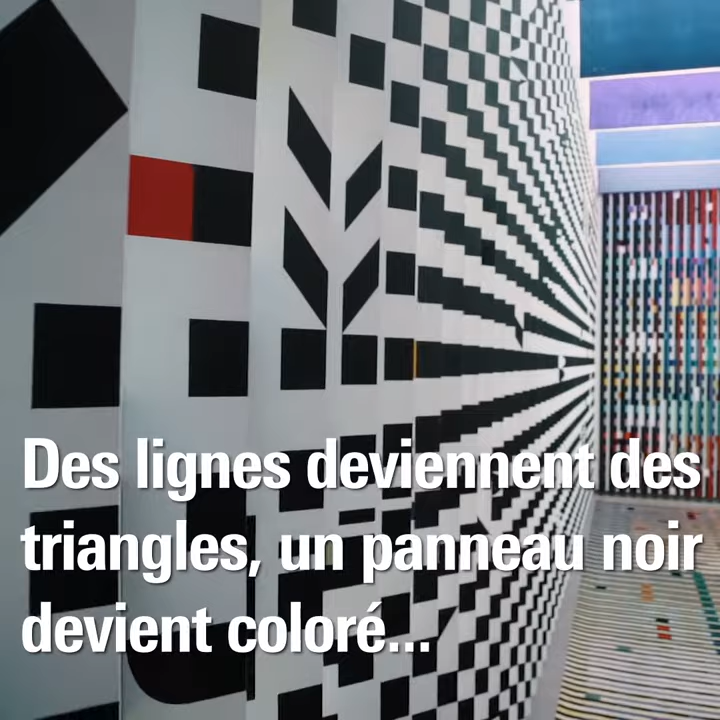 Des lignes deviennent des
triangles, un panneau noir
devient coloré...